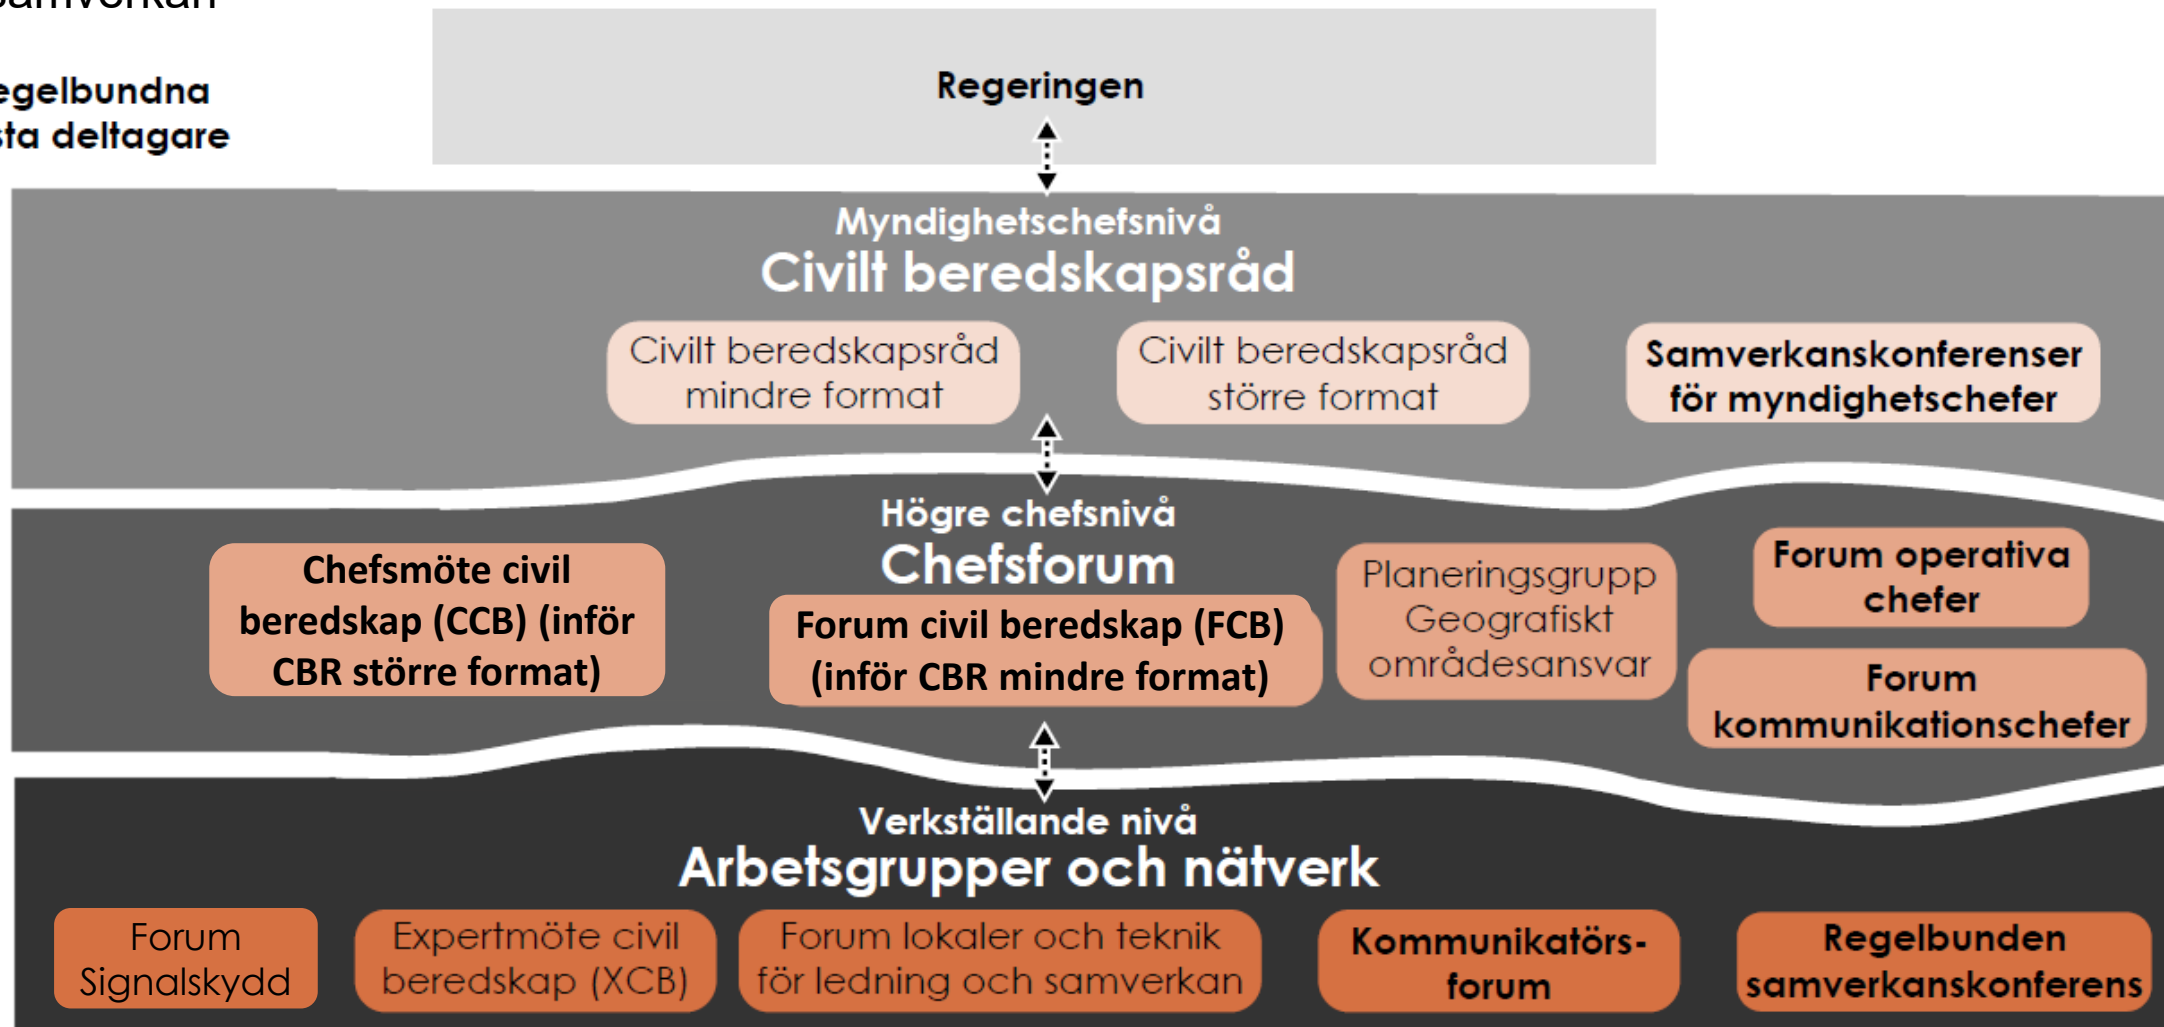 samverkan
egelbundna
sta deltagare
Regeringen
Myndighetschefsnivå
Civilt beredskapsråd
Civilt beredskapsråd
mindre format
Civilt beredskapsråd
större format
Samverkanskonferenser
för myndighetschefer
Högre chefsnivå
Chefsforum
Chefsmöte civil
beredskap (CCB) (inför
CBR större format)
Forum civil beredskap (FCB)
(inför CBR mindre format)
Planeringsgrupp
Geografiskt
områdesansvar
Forum operativa
chefer
Forum
kommunikationschefer
Verkställande nivå
Arbetsgrupper och nätverk
Forum
Signalskydd
Expertmöte civil
beredskap (XCB)
Forum lokaler och teknik
för ledning och samverkan
Kommunikatörs-
forum
Regelbunden
samverkanskonferens